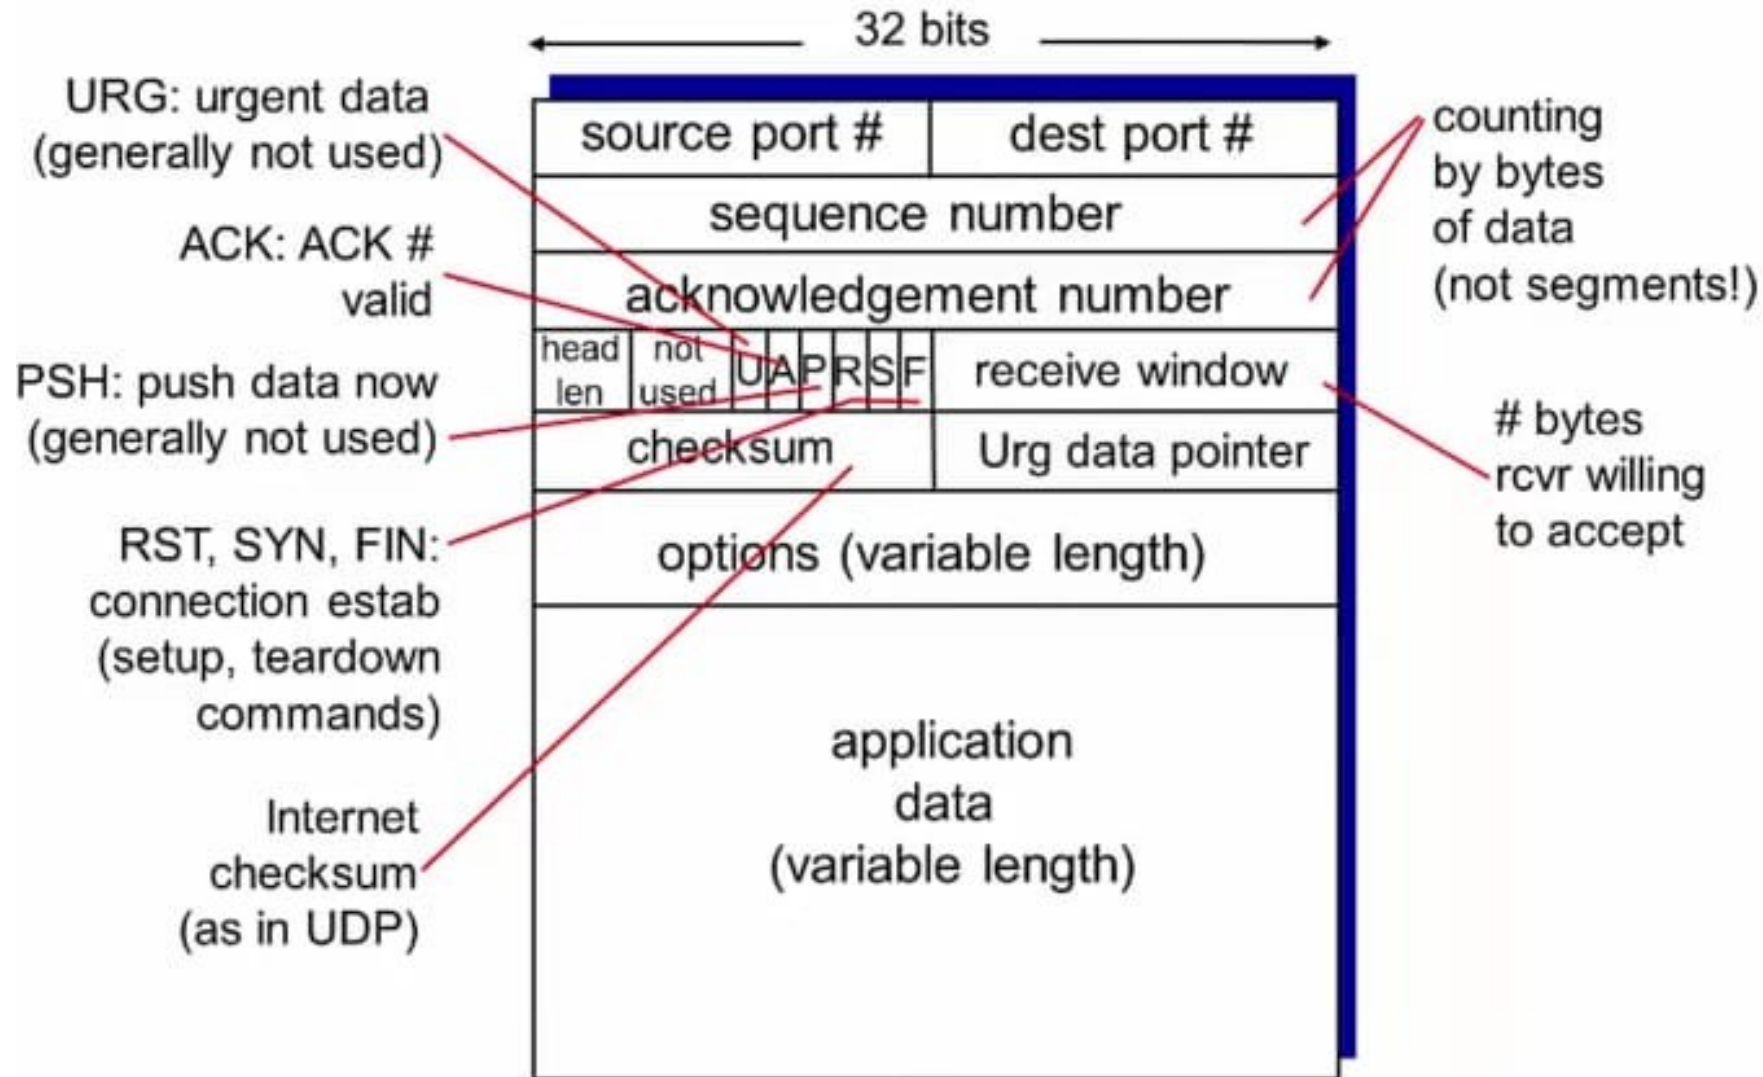 32 bits
URG: urgent data
(generally not used)
ACK: ACK #
valid
PSH: push data now
(generally not used)
RST, SYN, FIN:
connection estab
(setup, teardown
commands)
Internet
checksum
(as in UDP)
source port #
dest port #
sequence number
acknowledgement number
head
len
not
used
U
A
P
R
S
F
receive window
checksum
Urg data pointer
options (variable length)
application
data
(variable length)
counting
by bytes
of data
(not segments!)
# bytes
rcvr willing
to accept